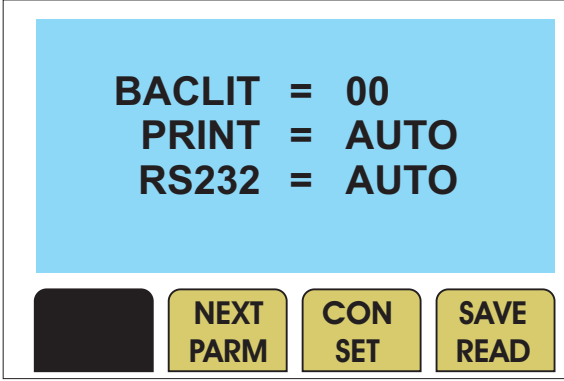 BACLIT = 00
PRINT = AUTO
RS232 = AUTO
NEXT PARM
CON SET
SAVE READ